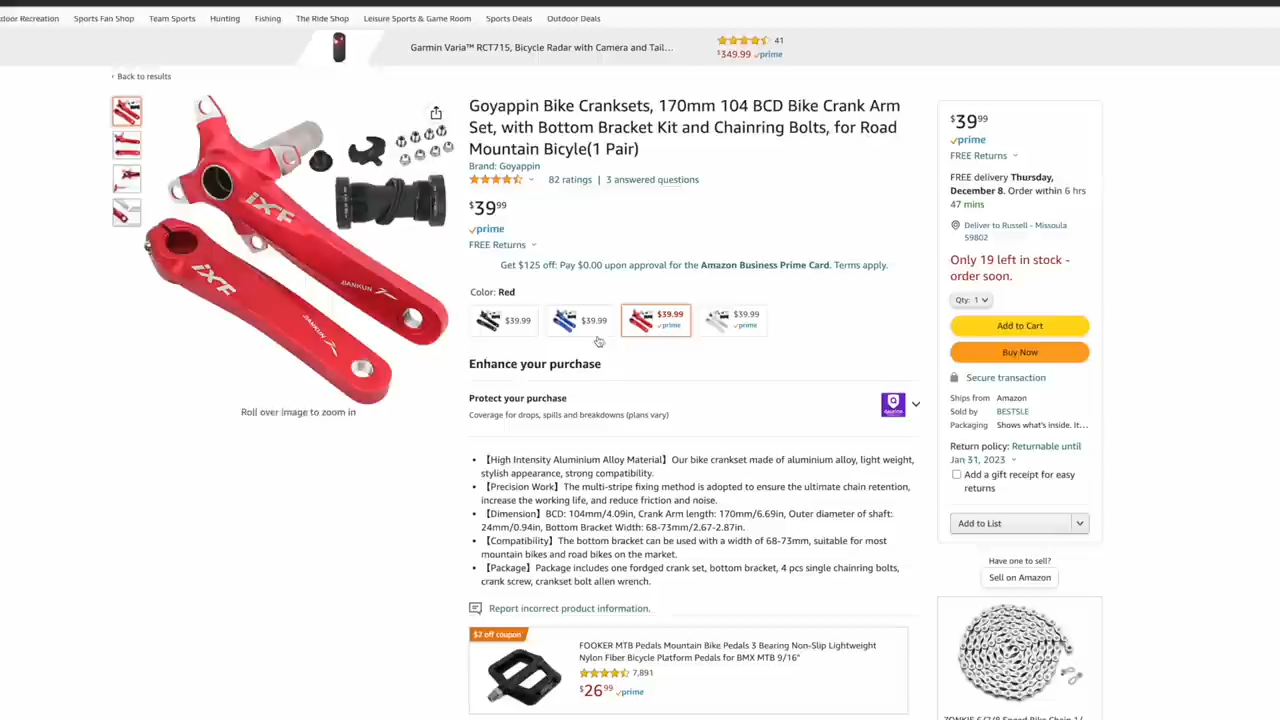 door Recreation Sports Fan Shop Team Sports Hunting Fishing The Ride Shop Leisure Sports & Game Room Sports Deals Outdoor Deals
Garmin Varia™ RCT715, Bicycle Radar with Camera and Tail... 41
$349.99 prime
‹ Back to results
Goyappin Bike Cranksets, 170mm 104 BCD Bike Crank Arm
Set, with Bottom Bracket Kit and Chainring Bolts, for Road
Mountain Bicyle(1 Pair)
Brand: Goyappin
82 ratings | 3 answered questions
$39⁹⁹
prime
FREE Returns
Get $125 off: Pay $0.00 upon approval for the Amazon Business Prime Card. Terms apply.
Color: Red
$39.99
$39.99
$39.99
prime
$39.99
prime
Enhance your purchase
Protect your purchase
Coverage for drops, spills and breakdowns (plans vary)
• 【High Intensity Aluminium Alloy Material】Our bike crankset made of aluminium alloy, light weight,
stylish appearance, strong compatibility.
• 【Precision Work】The multi-stripe fixing method is adopted to ensure the ultimate chain retention,
increase the working life, and reduce friction and noise.
• 【Dimension】BCD: 104mm/4.09in, Crank Arm length: 170mm/6.69in, Outer diameter of shaft:
24mm/0.94in, Bottom Bracket Width: 68-73mm/2.67-2.87in.
• 【Compatibility】The bottom bracket can be used with a width of 68-73mm, suitable for most
mountain bikes and road bikes on the market.
• 【Package】Package includes one fordged crank set, bottom bracket, 4 pcs single chainring bolts,
crank screw, crankset bolt allen wrench.
Report incorrect product information.
$2 off coupon
FOOKER MTB Pedals Mountain Bike Pedals 3 Bearing Non-Slip Lightweight
Nylon Fiber Bicycle Platform Pedals for BMX MTB 9/16"
7,891
$26⁹⁹ prime
iXF
JIANKUN
iXF
JIANKUN
Roll over image to zoom in
$39⁹⁹
prime
FREE Returns
FREE delivery Thursday,
December 8. Order within 6 hrs
47 mins
Deliver to Russell - Missoula
59802
Only 19 left in stock -
order soon.
Qty: 1
Add to Cart
Buy Now
Secure transaction
Ships from Amazon
Sold by BESTSLE
Packaging Shows what's inside. It...
Return policy: Returnable until
Jan 31, 2023
Add a gift receipt for easy
returns
Add to List
Have one to sell?
Sell on Amazon